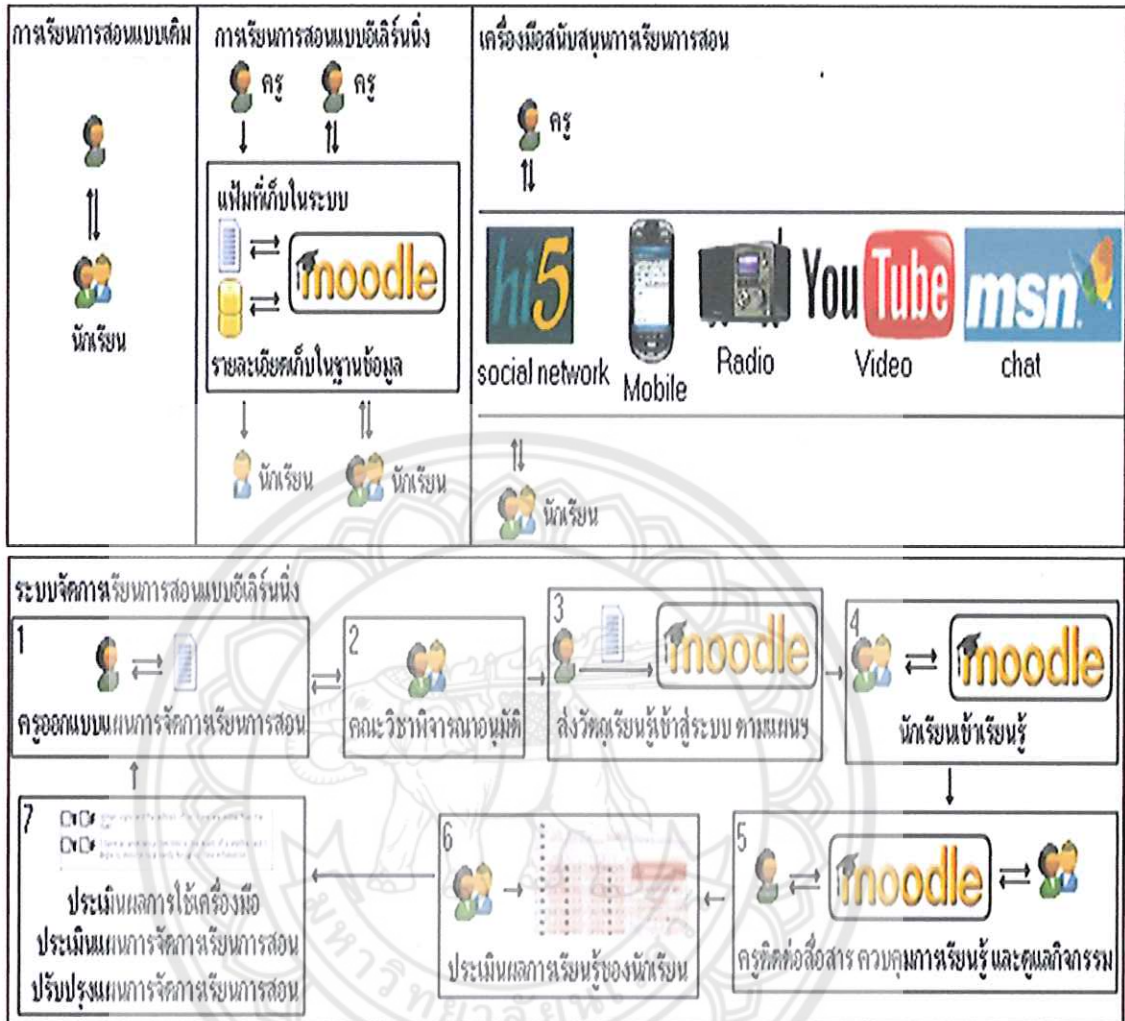 การเรียนการสอนแบบเดิม
นักเรียน
การเรียนการสอนแบบอีเลิร์นนิ่ง
ครู ครู
แฟ้มที่เก็บในระบบ
moodle
รายละเอียดเก็บในฐานข้อมูล
นักเรียน นักเรียน
เครื่องมือสนับสนุนการเรียนการสอน
ครู
hi5 You Tube msn
social network Mobile Radio Video chat
นักเรียน
ระบบจัดการเรียนการสอนแบบอีเลิร์นนิ่ง
1
ครูออกแบบแผนการจัดการเรียนการสอน
2
คณะวิชาพิจารณาอนุมัติ
3
moodle
ส่งวัตถุเรียนรู้เข้าสู่ระบบ ตามแผนฯ
4
moodle
นักเรียนเข้าเรียนรู้
5
moodle
ครูติดต่อสื่อสาร ควบคุมการเรียนรู้ และดูแลกิจกรรม
6
ประเมินผลการเรียนรู้ของนักเรียน
7
ประเมินผลการใช้เครื่องมือ
ประเมินแผนการจัดการเรียนการสอน
ปรับปรุงแผนการจัดการเรียนการสอน